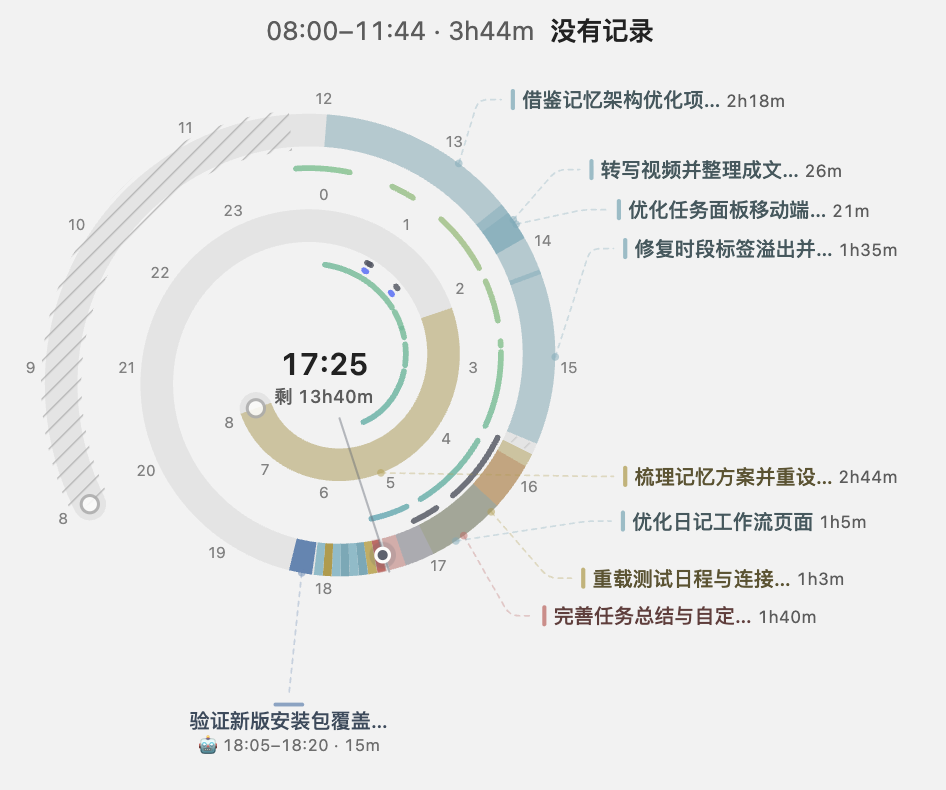 08:00–11:44 · 3h44m 没有记录
12
11
13
借鉴记忆架构优化项... 2h18m
转写视频并整理成文... 26m
0
23
1
10
优化任务面板移动端... 21m
14
修复时段标签溢出并... 1h35m
22
2
9
21
17:25
3
15
剩 13h40m
8
4
20
7
6
5
梳理记忆方案并重设... 2h44m
16
8
优化日记工作流页面 1h5m
19
17
18
重载测试日程与连接... 1h3m
完善任务总结与自定... 1h40m
验证新版安装包覆盖...
🤖 18:05–18:20 · 15m